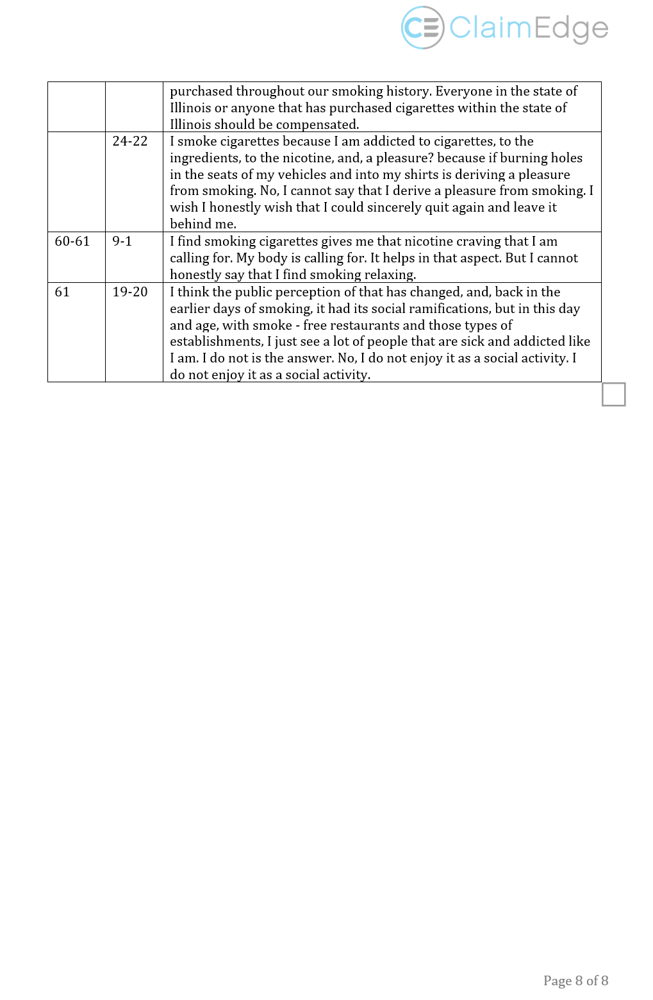 CE ClaimEdge
purchased throughout our smoking history. Everyone in the state of
Illinois or anyone that has purchased cigarettes within the state of
Illinois should be compensated.
24-22 I smoke cigarettes because I am addicted to cigarettes, to the
ingredients, to the nicotine, and, a pleasure? because if burning holes
in the seats of my vehicles and into my shirts is deriving a pleasure
from smoking. No, I cannot say that I derive a pleasure from smoking. I
wish I honestly wish that I could sincerely quit again and leave it
behind me.
60-61 9-1 I find smoking cigarettes gives me that nicotine craving that I am
calling for. My body is calling for. It helps in that aspect. But I cannot
honestly say that I find smoking relaxing.
61 19-20 I think the public perception of that has changed, and, back in the
earlier days of smoking, it had its social ramifications, but in this day
and age, with smoke - free restaurants and those types of
establishments, I just see a lot of people that are sick and addicted like
I am. I do not is the answer. No, I do not enjoy it as a social activity. I
do not enjoy it as a social activity.
Page 8 of 8